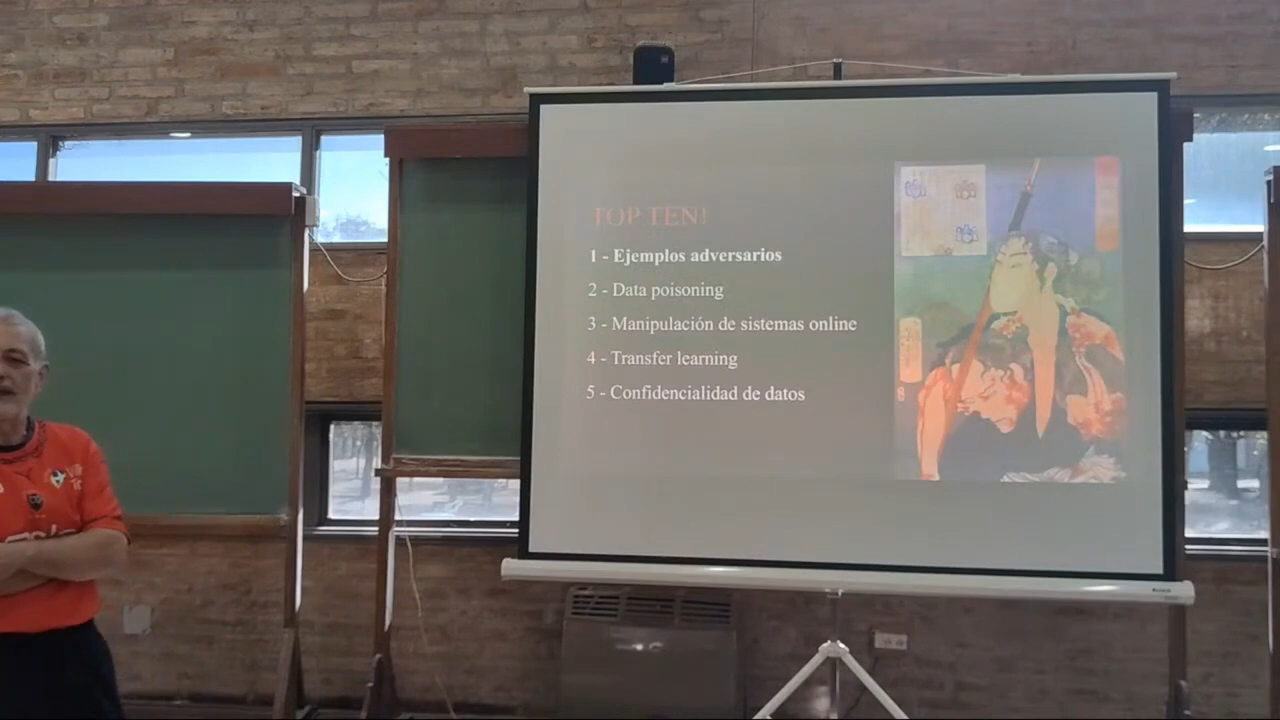 TOP TEN!
1 - Ejemplos adversarios
2 - Data poisoning
3 - Manipulación de sistemas online
4 - Transfer learning
5 - Confidencialidad de datos